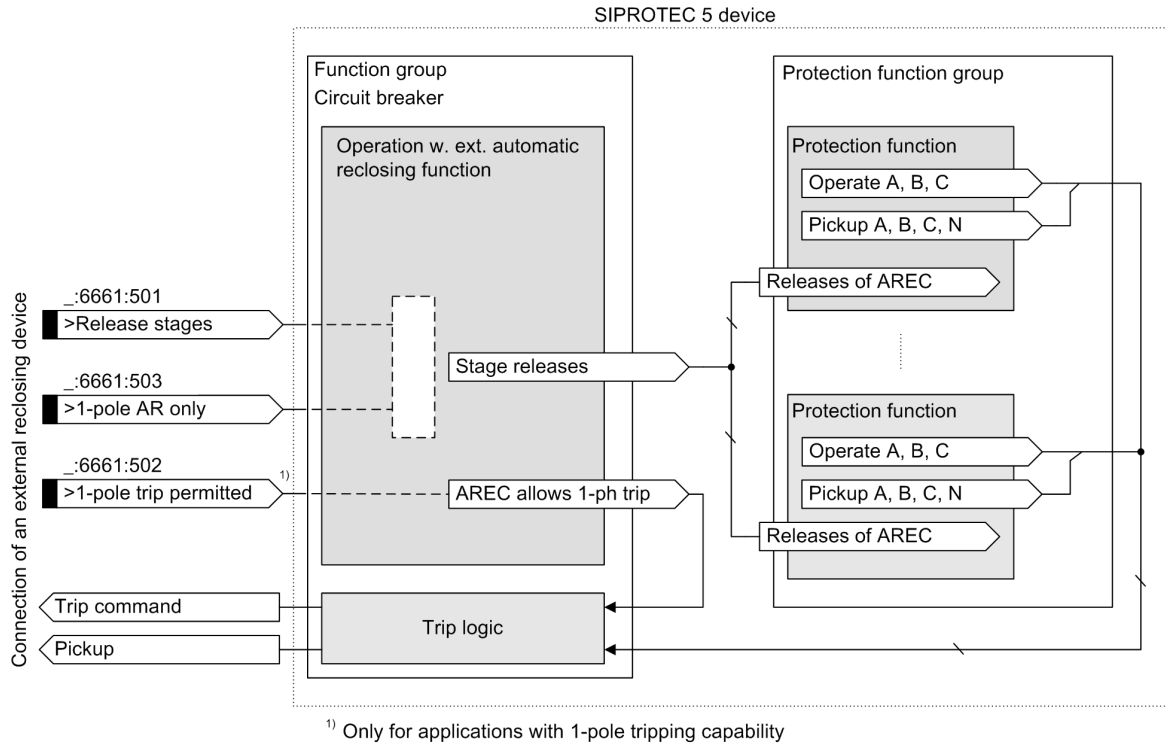 SIPROTEC 5 device
Function group
Circuit breaker
Operation w. ext. automatic
reclosing function
Protection function group
Protection function
Operate A, B, C
Pickup A, B, C, N
Releases of AREC
Connection of an external reclosing device
_:6661:501
>Release stages
Stage releases
_:6661:503
>1-pole AR only
_:6661:502
>1-pole trip permitted
1)
AREC allows 1-ph trip
Protection function
Operate A, B, C
Pickup A, B, C, N
Releases of AREC
Trip command
Pickup
Trip logic
1) Only for applications with 1-pole tripping capability